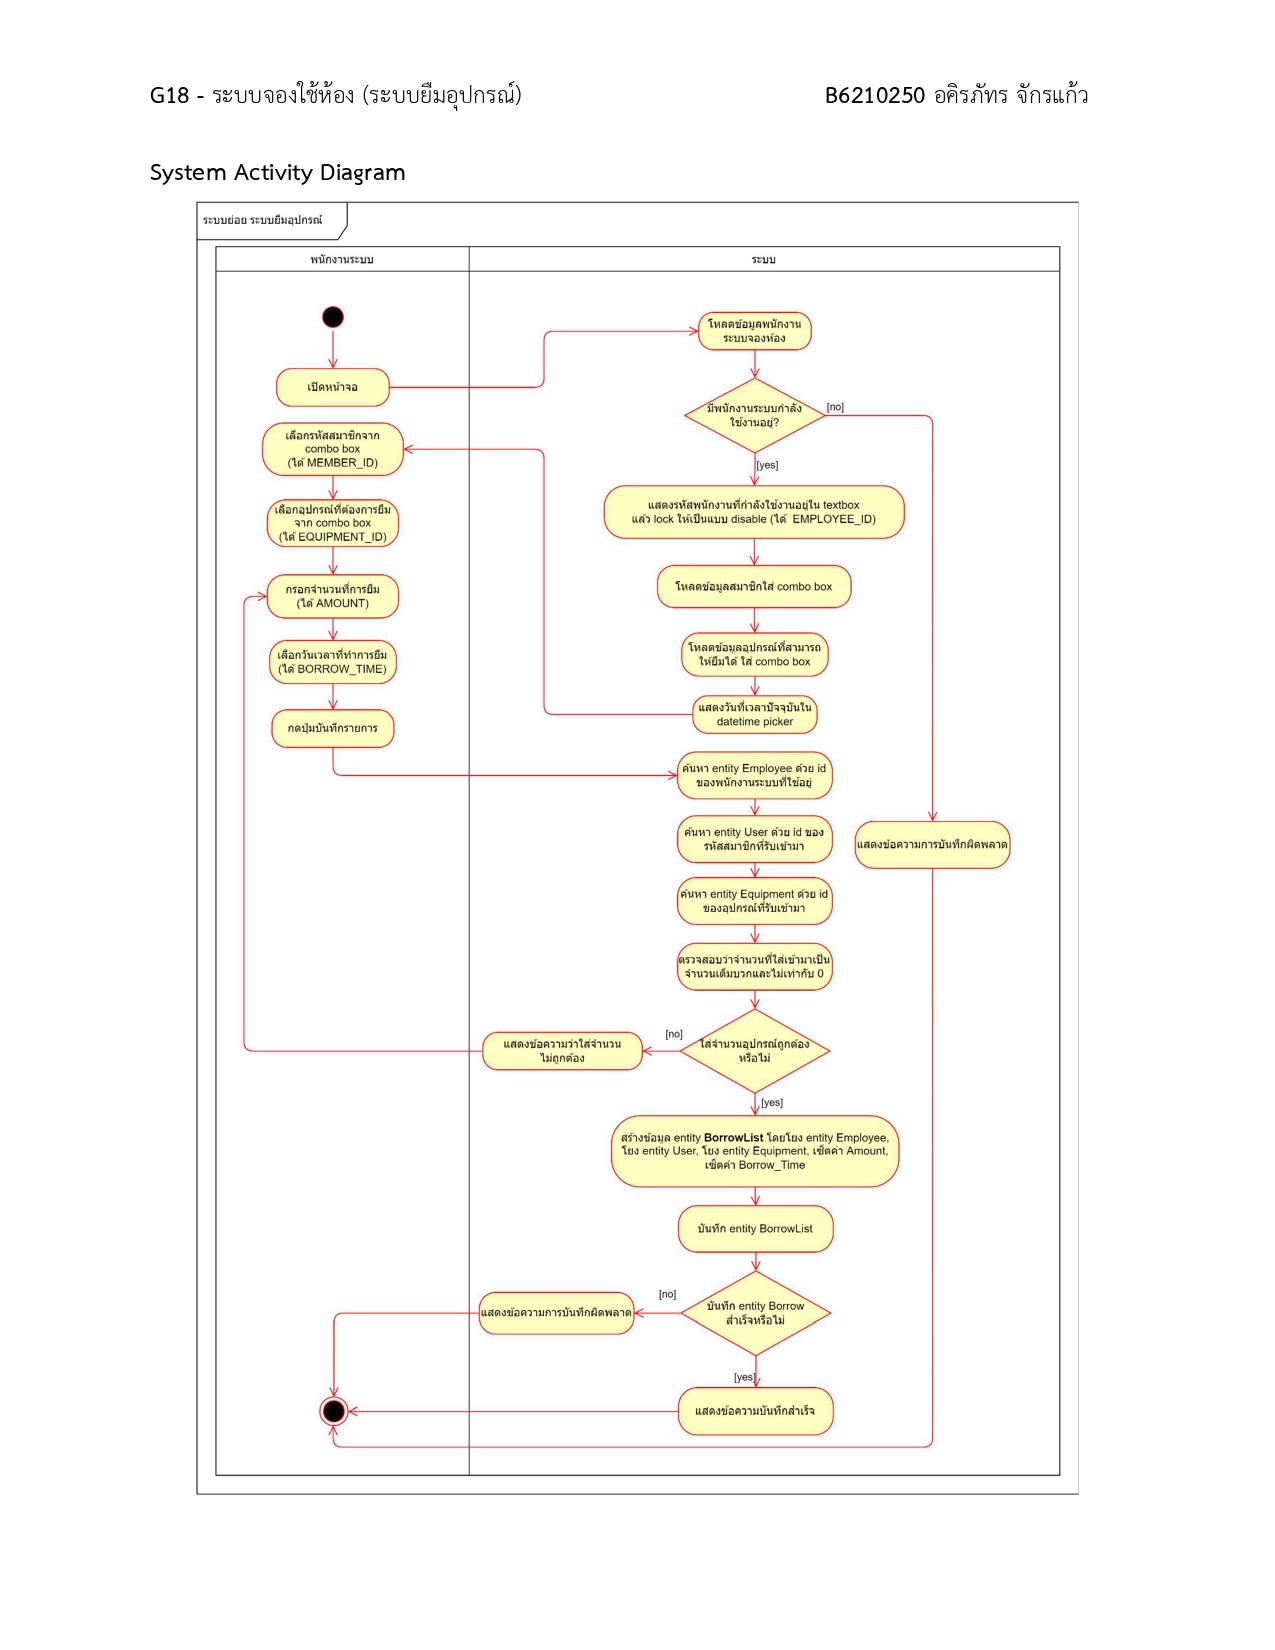 G18 - ระบบจองใช้ห้อง (ระบบยืมอุปกรณ์)
B6210250 อคิรภัทร จักรแก้ว
System Activity Diagram
ระบบย่อย ระบบยืมอุปกรณ์
พนักงานระบบ
ระบบ
เปิดหน้าจอ
โหลดข้อมูลพนักงาน
ระบบจองห้อง
มีพนักงานระบบกำลัง
ใช้งานอยู่?
[no]
[yes]
แสดงรหัสพนักงานที่กำลังใช้งานอยู่ใน textbox
แล้ว lock ให้เป็นแบบ disable (ได้ EMPLOYEE_ID)
โหลดข้อมูลสมาชิกใส่ combo box
โหลดข้อมูลอุปกรณ์ที่สามารถ
ให้ยืมได้ ใส่ combo box
แสดงวันที่เวลาปัจจุบันใน
datetime picker
เลือกรหัสสมาชิกจาก
combo box
(ได้ MEMBER_ID)
เลือกอุปกรณ์ที่ต้องการยืม
จาก combo box
(ได้ EQUIPMENT_ID)
กรอกจำนวนที่การยืม
(ได้ AMOUNT)
เลือกวันเวลาที่ทำการยืม
(ได้ BORROW_TIME)
กดปุ่มบันทึกรายการ
ค้นหา entity Employee ด้วย id
ของพนักงานระบบที่ใช้อยู่
ค้นหา entity User ด้วย id ของ
รหัสสมาชิกที่รับเข้ามา
แสดงข้อความการบันทึกผิดพลาด
ค้นหา entity Equipment ด้วย id
ของอุปกรณ์ที่รับเข้ามา
ตรวจสอบว่าจำนวนที่ใส่เข้ามาเป็น
จำนวนเต็มบวกและไม่เท่ากับ 0
ใส่จำนวนอุปกรณ์ถูกต้อง
หรือไม่
[no]
แสดงข้อความว่าใส่จำนวน
ไม่ถูกต้อง
[yes]
สร้างข้อมูล entity BorrowList โดยโยง entity Employee,
โยง entity User, โยง entity Equipment, เซ็ตค่า Amount,
เซ็ตค่า Borrow_Time
บันทึก entity BorrowList
บันทึก entity Borrow
สำเร็จหรือไม่
[no]
แสดงข้อความการบันทึกผิดพลาด
[yes]
แสดงข้อความบันทึกสำเร็จ